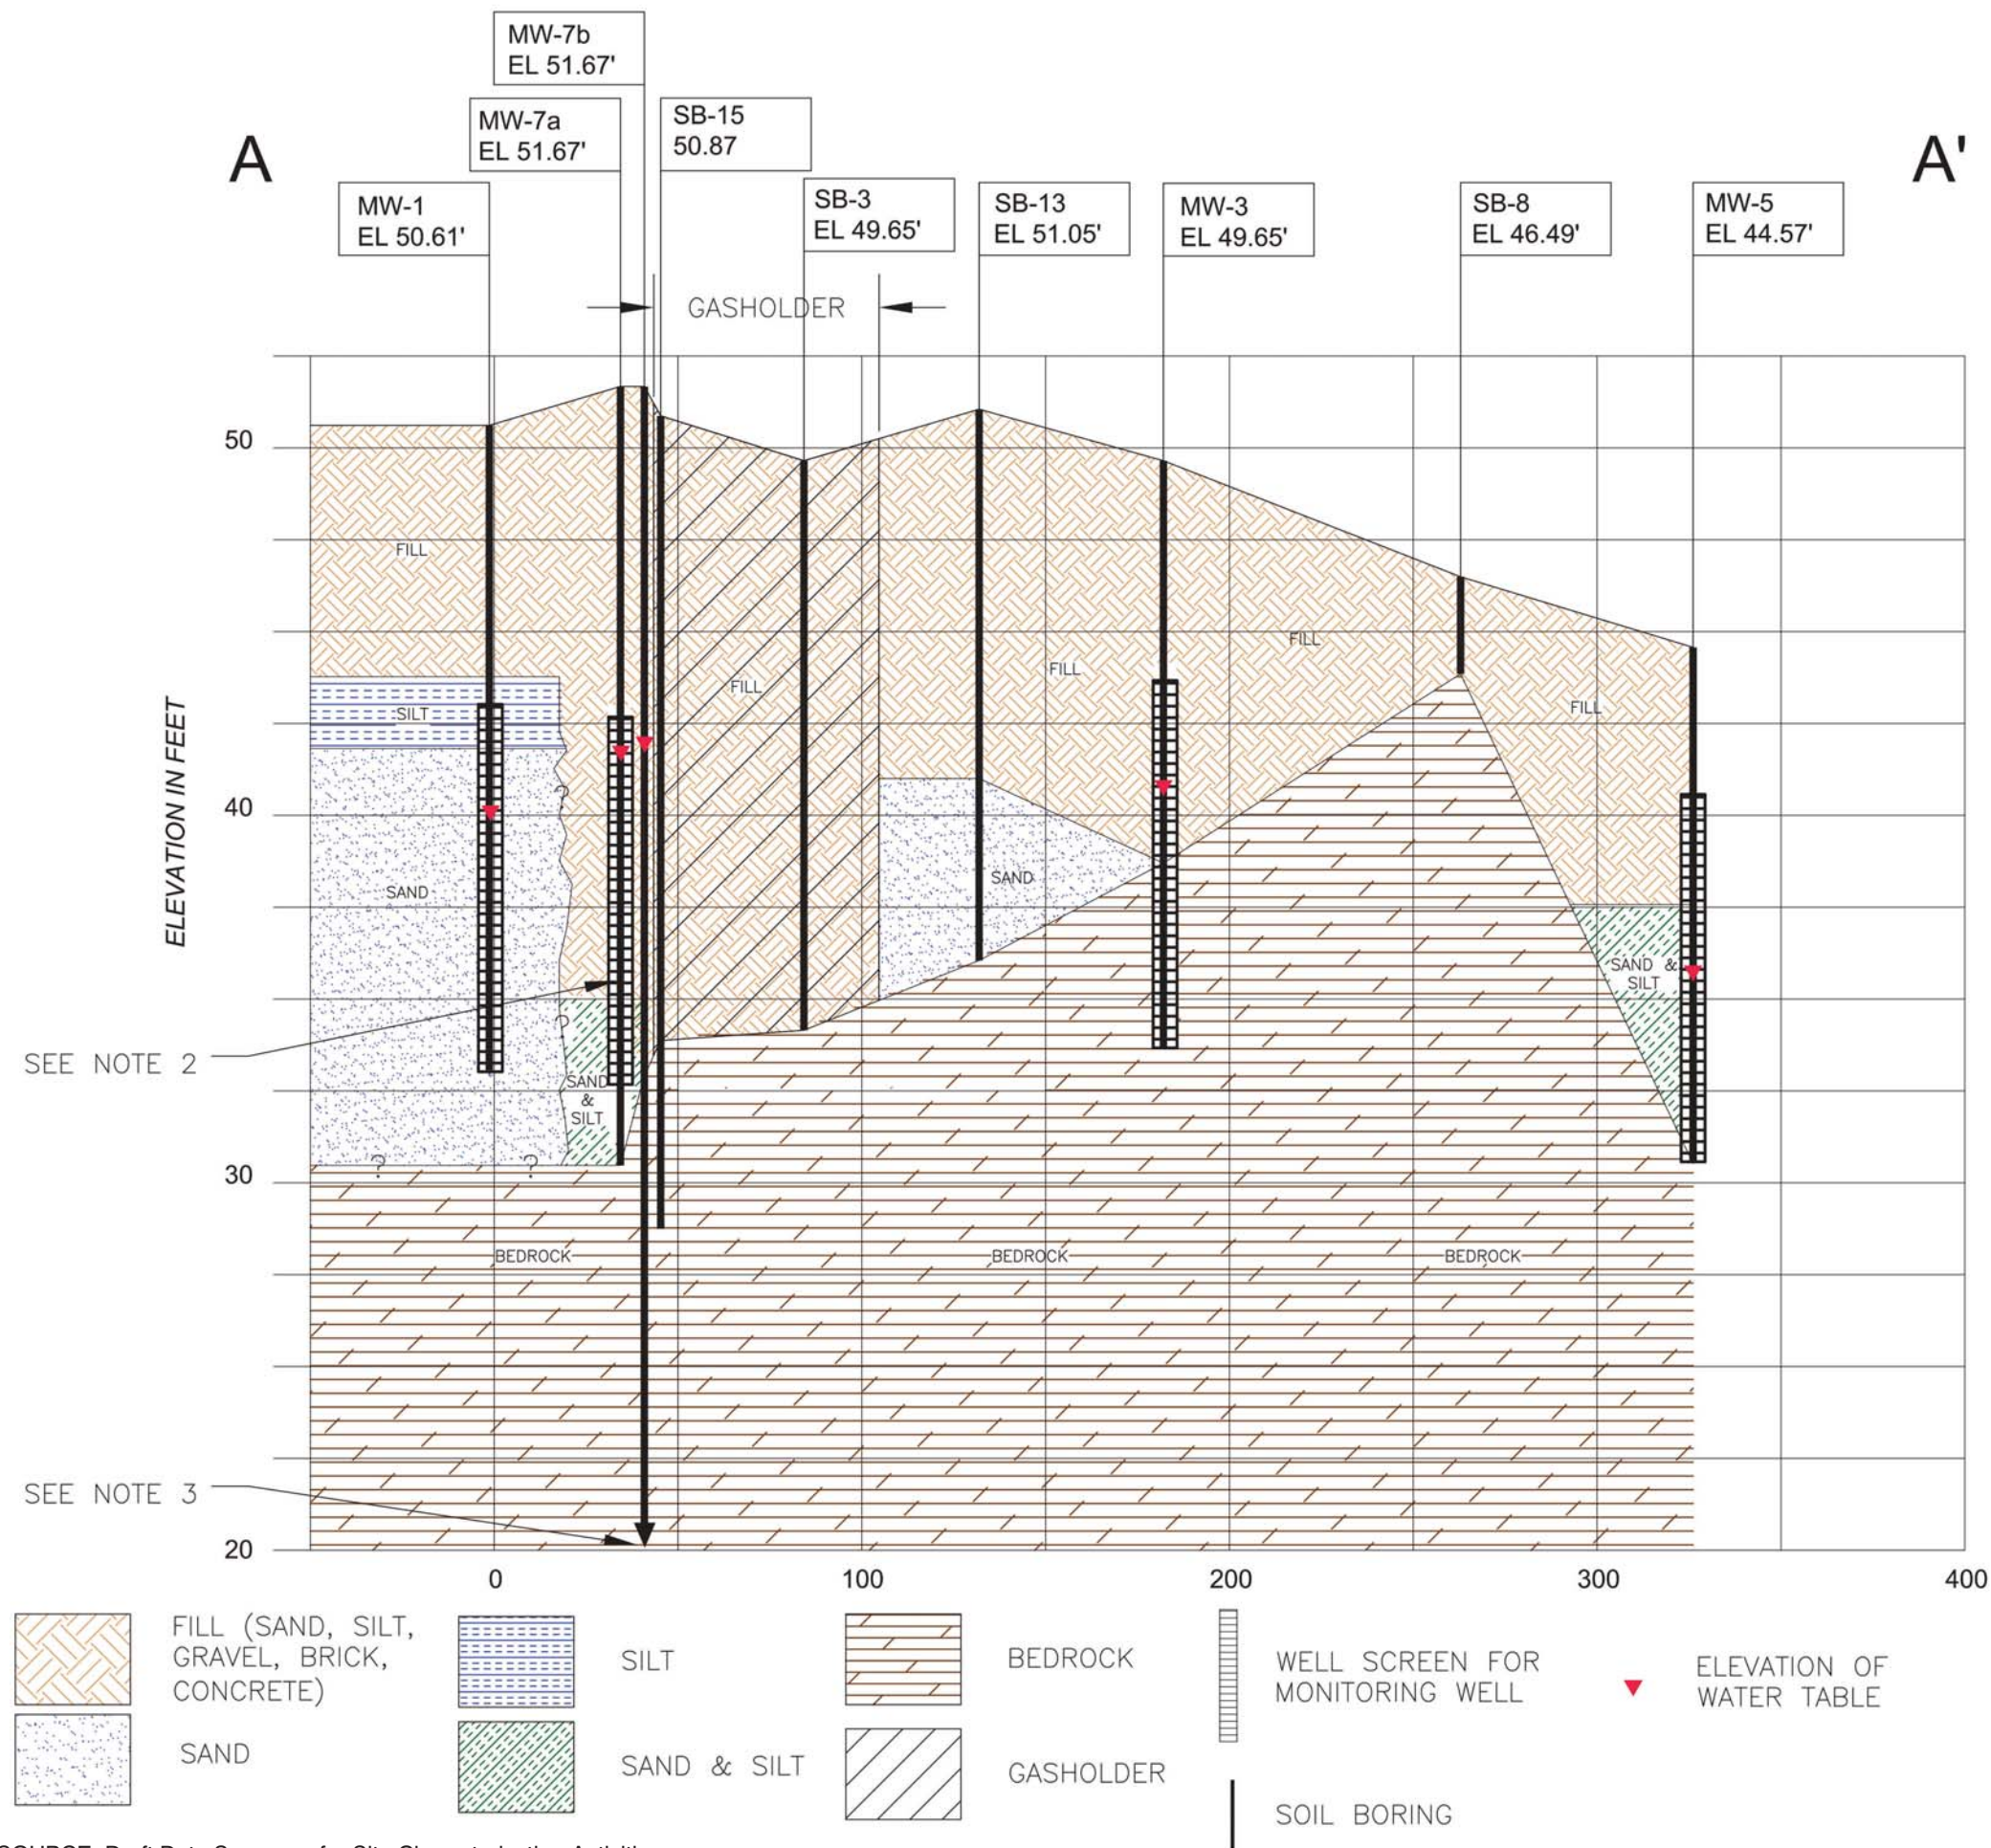 MW-7b
EL 51.67'
MW-7a
EL 51.67'
SB-15
50.87
A
A'
MW-1
EL 50.61'
SB-3
EL 49.65'
SB-13
EL 51.05'
MW-3
EL 49.65'
SB-8
EL 46.49'
MW-5
EL 44.57'
GASHOLDER
50
FILL
FILL
FILL
FILL
FILL
SILT
ELEVATION IN FEET
?
40
SAND
SAND
SAND &
SILT
?
SEE NOTE 2
SAND
&
SILT
?
?
30
BEDROCK
BEDROCK
BEDROCK
SEE NOTE 3
20
0
100
200
300
400
FILL (SAND, SILT,
GRAVEL, BRICK,
CONCRETE)
SILT
BEDROCK
WELL SCREEN FOR
MONITORING WELL
ELEVATION OF
WATER TABLE
SAND
SAND & SILT
GASHOLDER
SOIL BORING